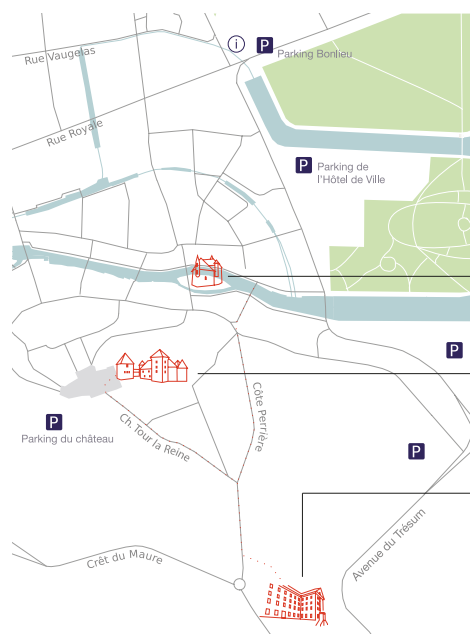 i
P
Parking Bonlieu
Rue Vaugelas
Rue Royale
P
Parking de
l'Hôtel de Ville
P
Côte Perrière
P
Parking du château
Ch. Tour la Reine
P
Avenue du Trésum
Crêt du Maure